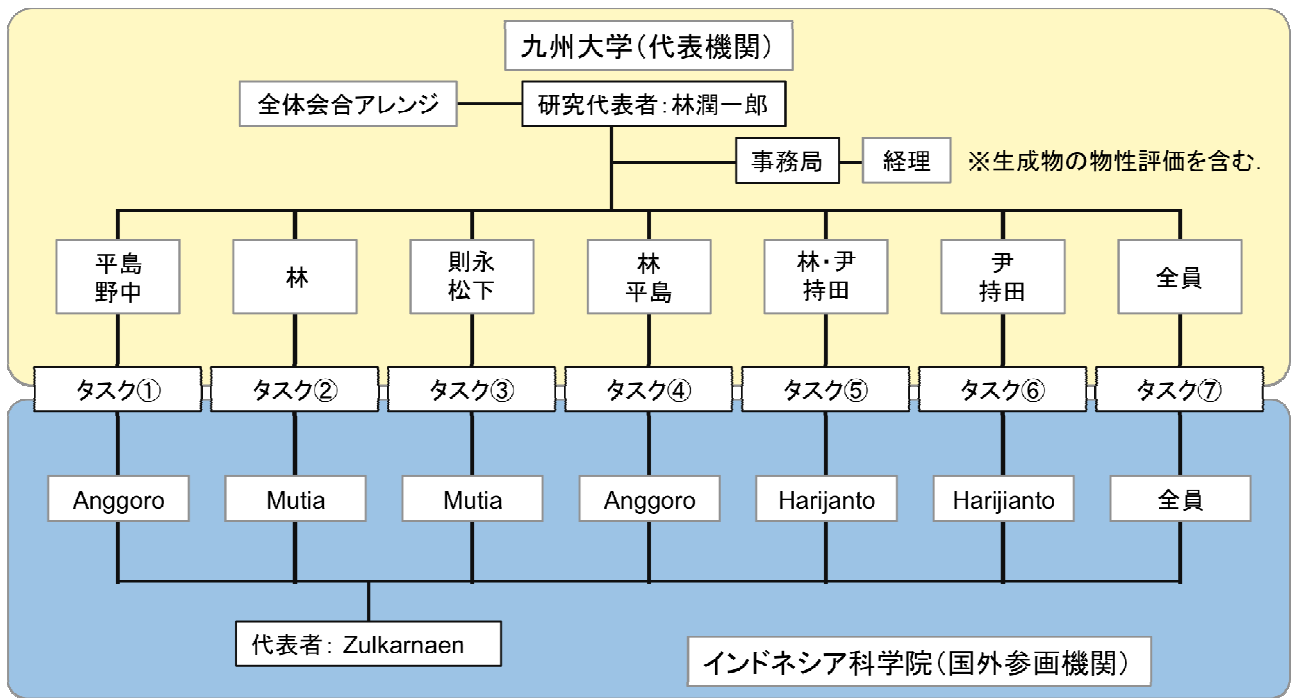 九州大学(代表機関)
全体会合アレンジ
研究代表者:林潤一郎
事務局
経理
※生成物の物性評価を含む.
平島
野中
林
則永
松下
林
平島
林・尹
持田
尹
持田
全員
タスク①
タスク②
タスク③
タスク④
タスク⑤
タスク⑥
タスク⑦
Anggoro
Mutia
Mutia
Anggoro
Harijanto
Harijianto
全員
代表者: Zulkarnaen
インドネシア科学院(国外参画機関)